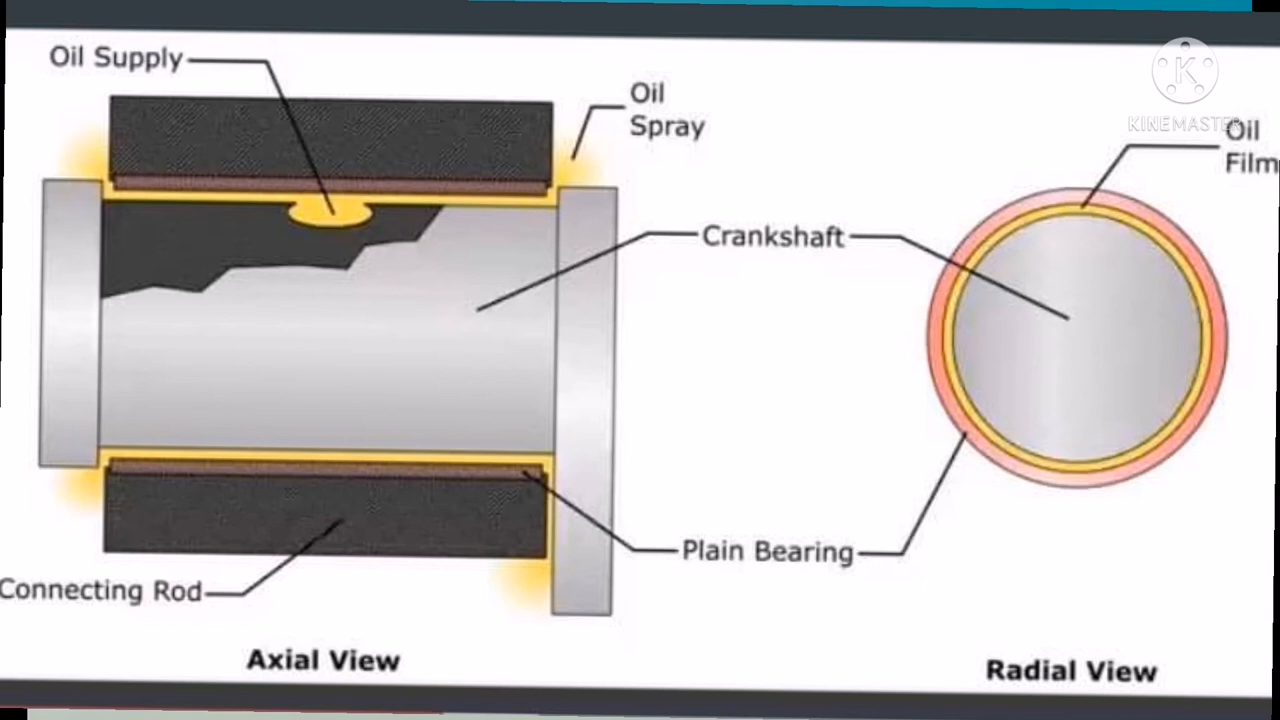 Oil Supply
Oil
Spray
K
KINEMASTER
Oil
Film
Crankshaft
Plain Bearing
Connecting Rod
Axial View
Radial View